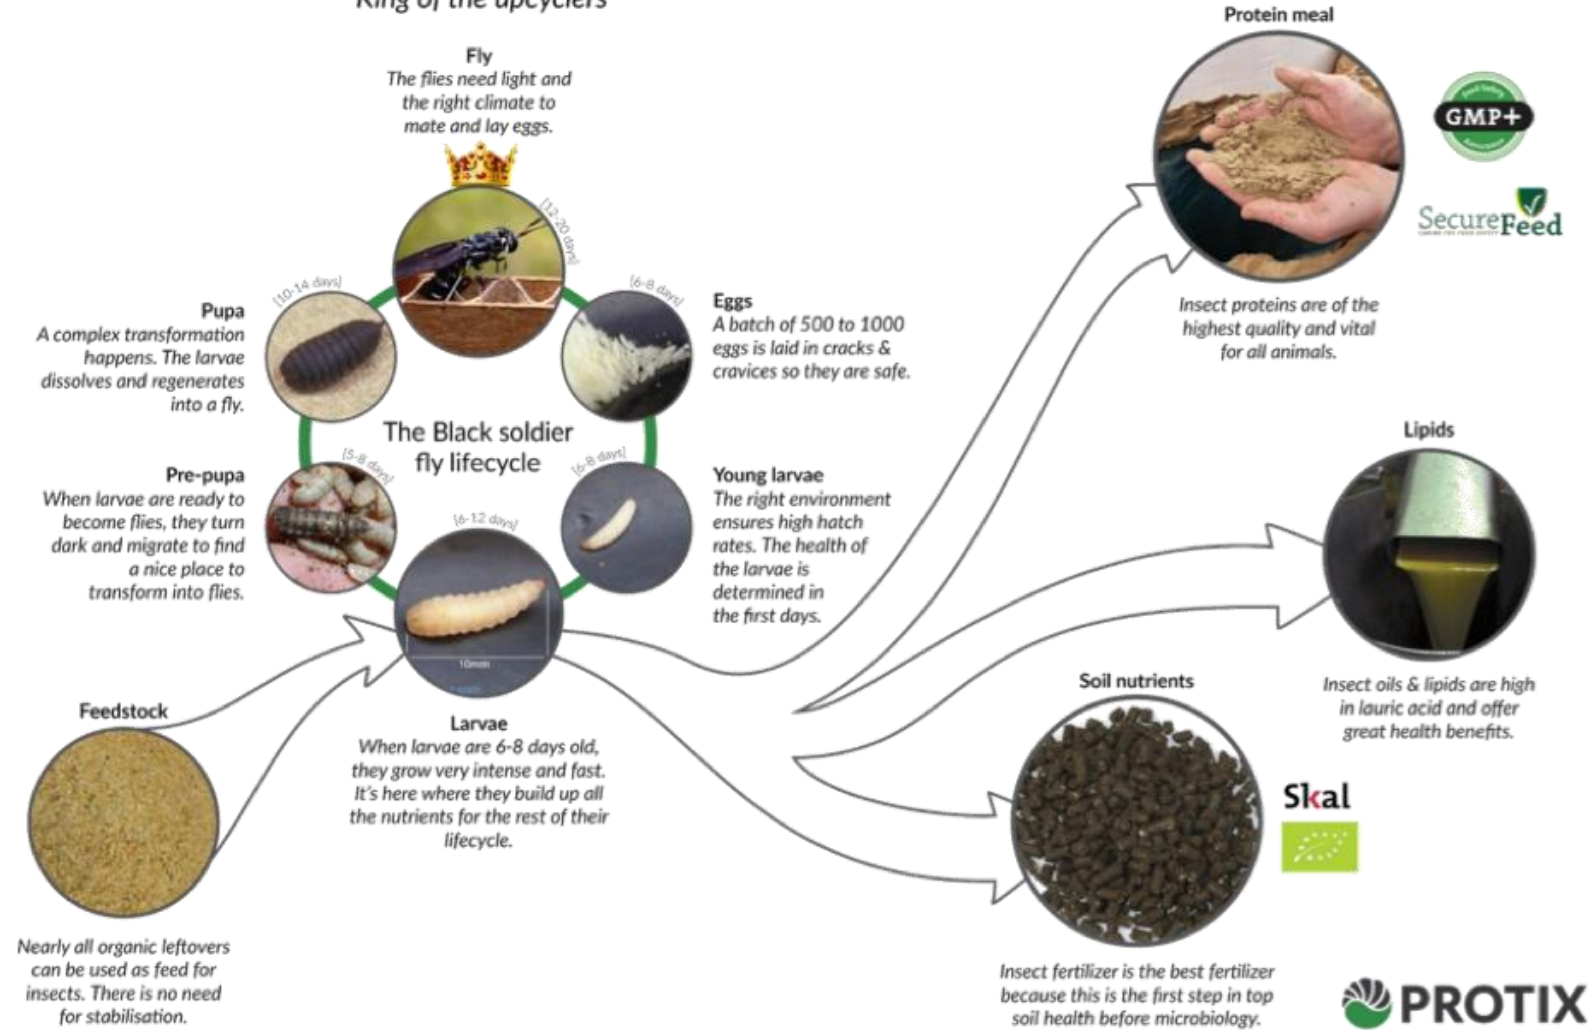 King of the upcyclers
Fly
The flies need light and
the right climate to
mate and lay eggs.
[12-20 days]
[10-14 days]
Pupa
A complex transformation
happens. The larvae
dissolves and regenerates
into a fly.
[6-8 days]
Eggs
A batch of 500 to 1000
eggs is laid in cracks &
cravices so they are safe.
The Black soldier
fly lifecycle
[5-8 days]
Pre-pupa
When larvae are ready to
become flies, they turn
dark and migrate to find
a nice place to
transform into flies.
[6-8 days]
Young larvae
The right environment
ensures high hatch
rates. The health of
the larvae is
determined in
the first days.
[6-12 days]
10mm
Larvae
When larvae are 6-8 days old,
they grow very intense and fast.
It's here where they build up all
the nutrients for the rest of their
lifecycle.
Feedstock
Nearly all organic leftovers
can be used as feed for
insects. There is no need
for stabilisation.
Protein meal
GMP+
SecureFeed
Insect proteins are of the
highest quality and vital
for all animals.
Lipids
Insect oils & lipids are high
in lauric acid and offer
great health benefits.
Soil nutrients
Skal
Insect fertilizer is the best fertilizer
because this is the first step in top
soil health before microbiology.
PROTIX